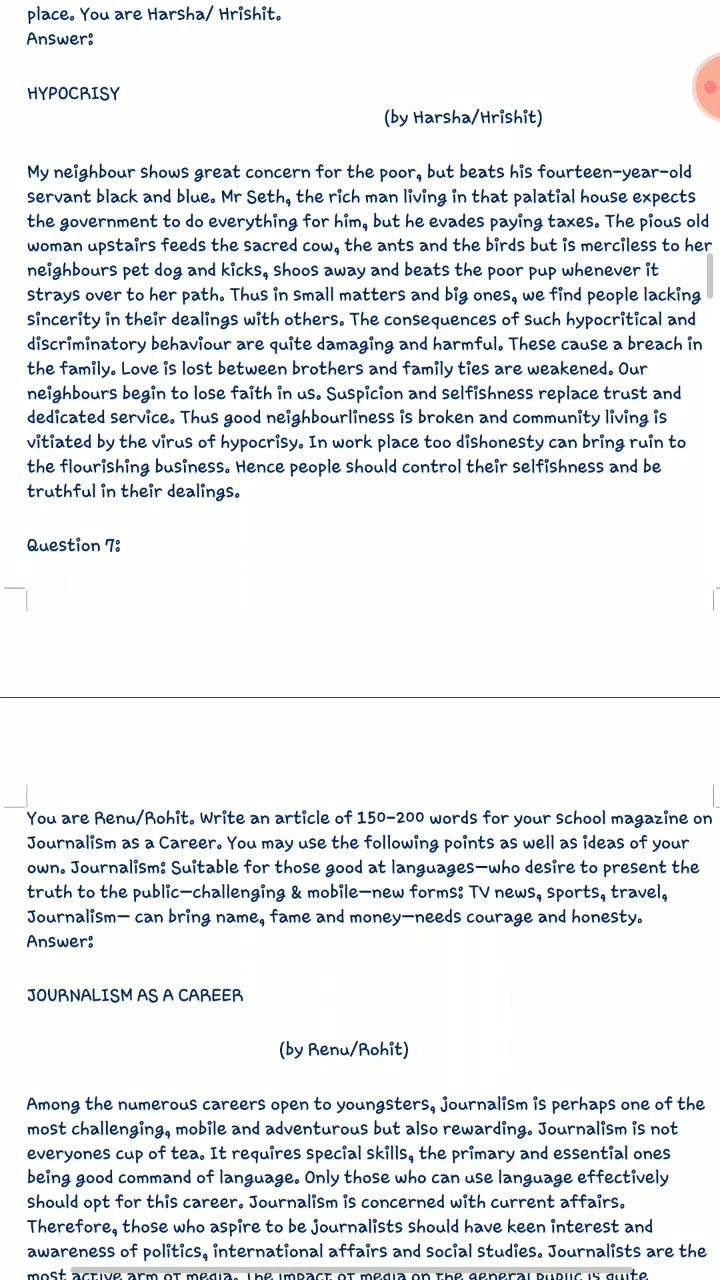 place. You are Harsha/ Hrishit.
Answer:
HYPOCRISY
(by Harsha/Hrishit)
My neighbour shows great concern for the poor, but beats his fourteen-year-old
servant black and blue. Mr Seth, the rich man living in that palatial house expects
the government to do everything for him, but he evades paying taxes. The pious old
woman upstairs feeds the sacred cow, the ants and the birds but is merciless to her
neighbours pet dog and kicks, shoos away and beats the poor pup whenever it
strays over to her path. Thus in small matters and big ones, we find people lacking
sincerity in their dealings with others. The consequences of such hypocritical and
discriminatory behaviour are quite damaging and harmful. These cause a breach in
the family. Love is lost between brothers and family ties are weakened. Our
neighbours begin to lose faith in us. Suspicion and selfishness replace trust and
dedicated service. Thus good neighbourliness is broken and community living is
vitiated by the virus of hypocrisy. In work place too dishonesty can bring ruin to
the flourishing business. Hence people should control their selfishness and be
truthful in their dealings.
Question 7:
You are Renu/Rohit. Write an article of 150-200 words for your school magazine on
Journalism as a Career. You may use the following points as well as ideas of your
own. Journalism: Suitable for those good at languages—who desire to present the
truth to the public—challenging & mobile—new forms: TV news, sports, travel,
Journalism— can bring name, fame and money—needs courage and honesty.
Answer:
JOURNALISM AS A CAREER
(by Renu/Rohit)
Among the numerous careers open to youngsters, journalism is perhaps one of the
most challenging, mobile and adventurous but also rewarding. Journalism is not
everyones cup of tea. It requires special skills, the primary and essential ones
being good command of language. Only those who can use language effectively
should opt for this career. Journalism is concerned with current affairs.
Therefore, those who aspire to be journalists should have keen interest and
awareness of politics, international affairs and social studies. Journalists are the
most active arm of media. The impact of media on the general public is quite